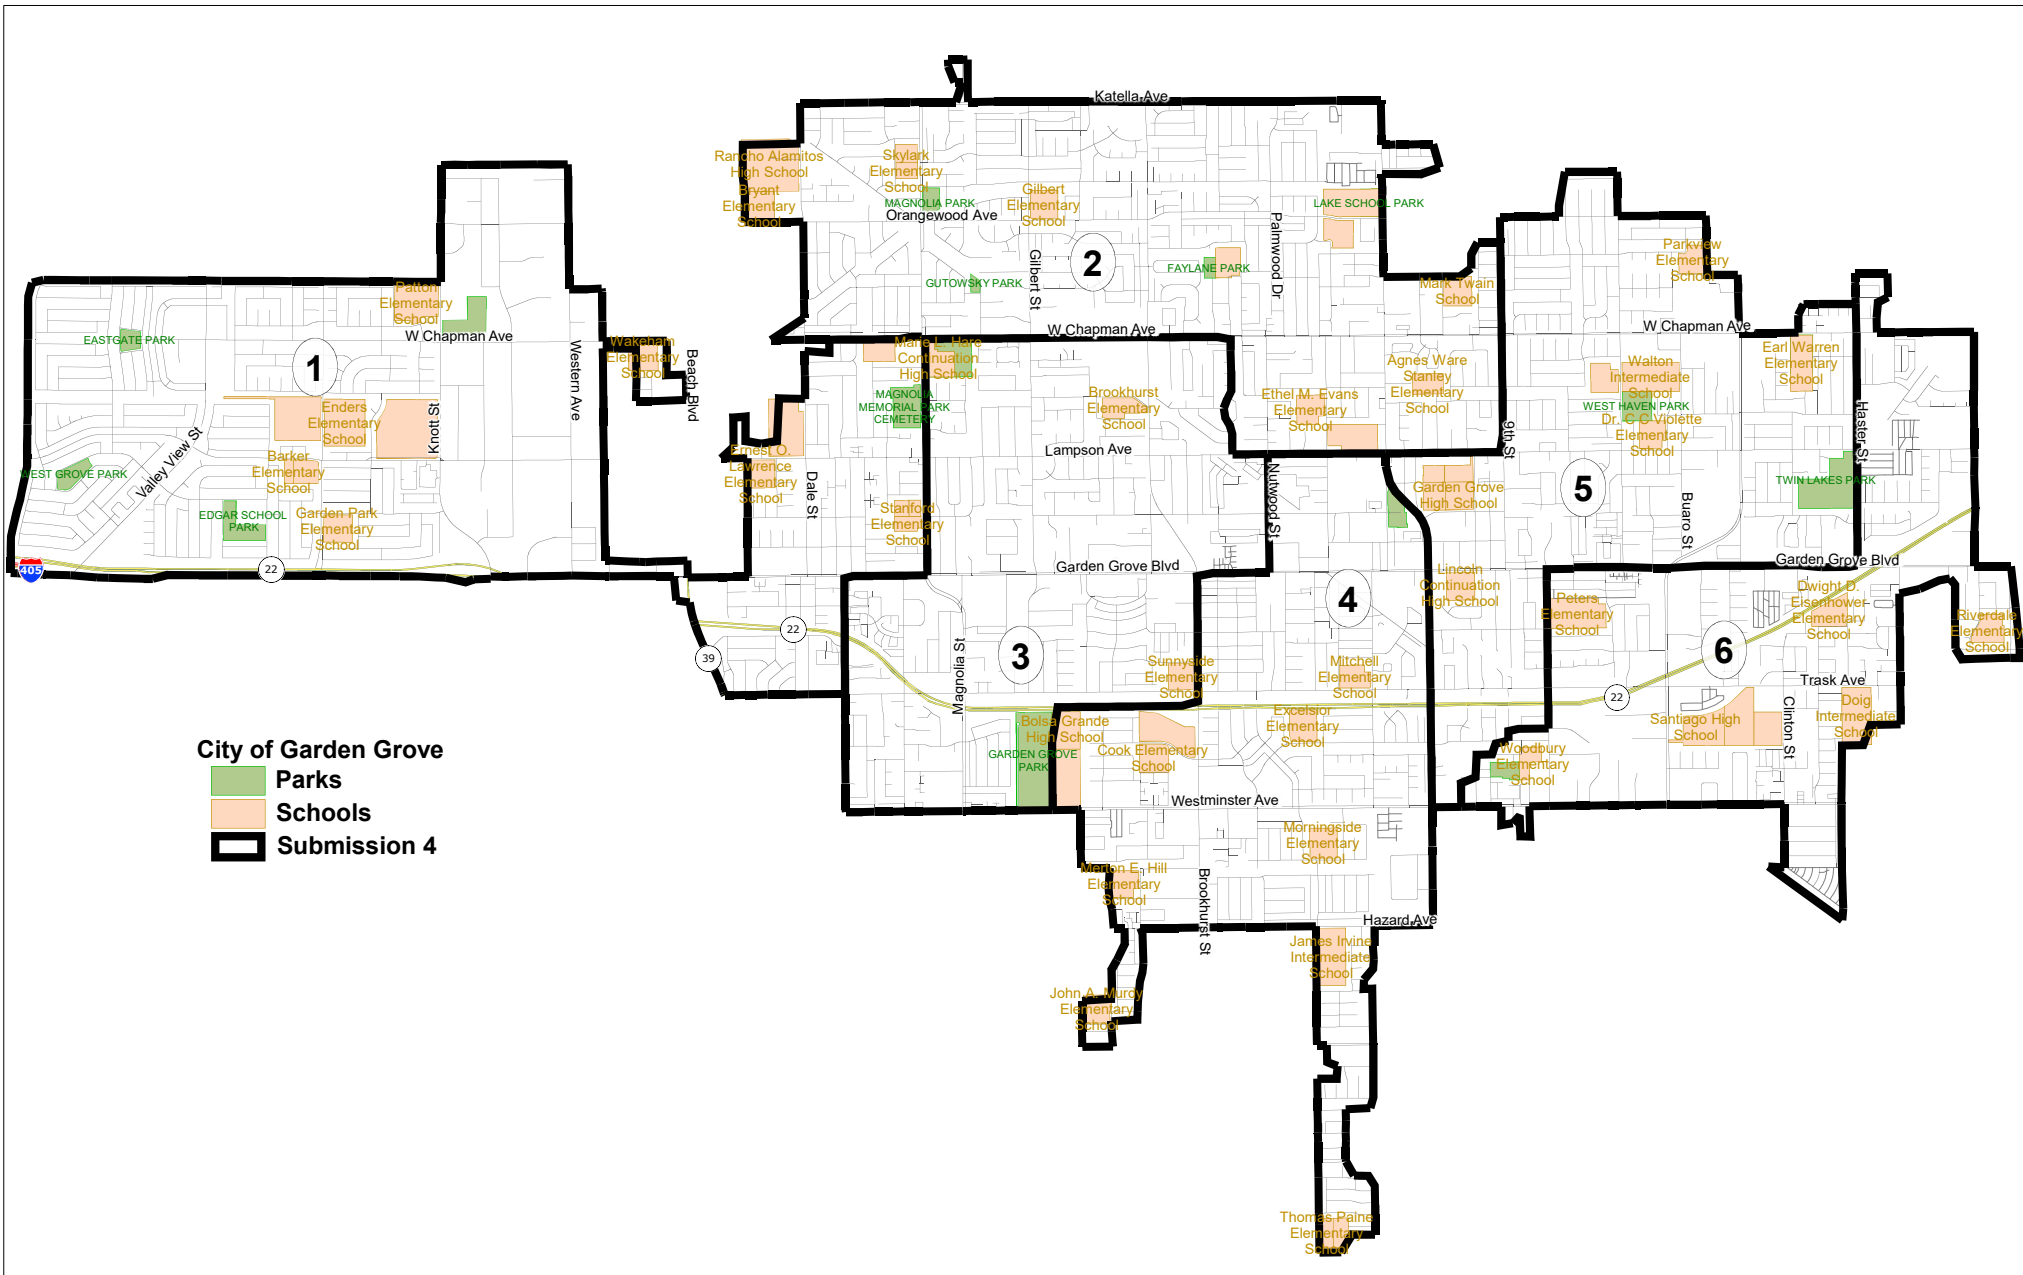 Katella Ave
Rancho Alamitos
High School
Bryant
Elementary
School
Skylark
Elementary
School
MAGNOLIA PARK
Orangewood Ave
Gilbert
Elementary
School
Gilbert St
2
GUTOWSKY PARK
FAYLANE PARK
Palmwood Dr
LAKE SCHOOL PARK
Mark Twain
School
Parkview
Elementary
School
W Chapman Ave
W Chapman Ave
W Chapman Ave
Patton
Elementary
School
EASTGATE PARK
1
Western Ave
Wakeham
Elementary
School
Beach Blvd
Marie L. Hare
Continuation
High School
MAGNOLIA
MEMORIAL PARK
CEMETERY
Brookhurst
Elementary
School
Ethel M. Evans
Elementary
School
Agnes Ware
Stanley
Elementary
School
Walton
Intermediate
School
WEST HAVEN PARK
Dr. C C Violette
Elementary
School
Earl Warren
Elementary
School
Haster St
Enders
Elementary
School
Knott St
Barker
Elementary
School
Valley View St
WEST GROVE PARK
EDGAR SCHOOL
PARK
Garden Park
Elementary
School
Ernest O.
Lawrence
Elementary
School
Dale St
Stanford
Elementary
School
Lampson Ave
Nutwood St
Garden Grove
High School
9th St
5
Buaro St
TWIN LAKES PARK
405
22
Garden Grove Blvd
Garden Grove Blvd
Lincoln
Continuation
High School
4
Peters
Elementary
School
Dwight D.
Eisenhower
Elementary
School
Riverdale
Elementary
School
22
39
Magnolia St
3
Sunnyside
Elementary
School
Mitchell
Elementary
School
6
Trask Ave
22
Bolsa Grande
High School
GARDEN GROVE
PARK
Cook Elementary
School
Excelsior
Elementary
School
Woodbury
Elementary
School
Santiago High
School
Clinton St
Doig
Intermediate
School
Westminster Ave
City of Garden Grove
Parks
Schools
Submission 4
Morningside
Elementary
School
Merton E. Hill
Elementary
School
Brookhurst St
Hazard Ave
James Irvine
Intermediate
School
John A. Murdy
Elementary
School
Thomas Paine
Elementary
School